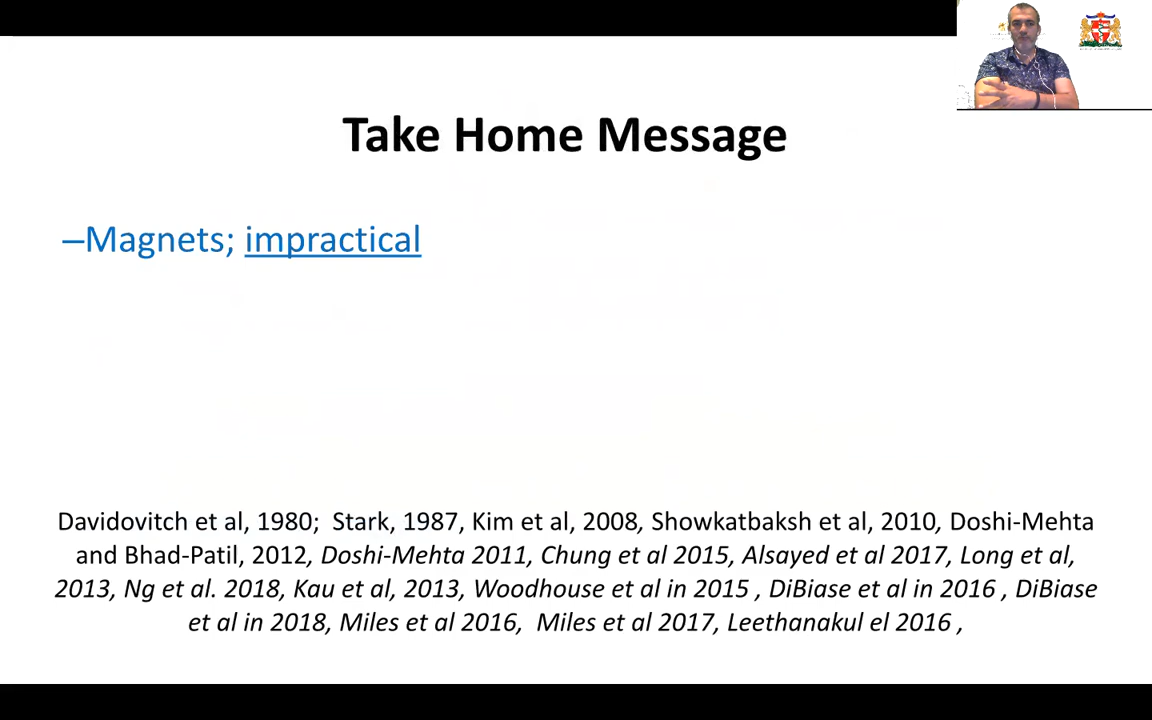 Take Home Message
–Magnets; impractical
Davidovitch et al, 1980;  Stark, 1987, Kim et al, 2008, Showkatbaksh et al, 2010, Doshi-Mehta
and Bhad-Patil, 2012, Doshi-Mehta 2011, Chung et al 2015, Alsayed et al 2017, Long et al,
2013, Ng et al. 2018, Kau et al, 2013, Woodhouse et al in 2015 , DiBiase et al in 2016 , DiBiase
et al in 2018, Miles et al 2016,  Miles et al 2017, Leethanakul el 2016 ,